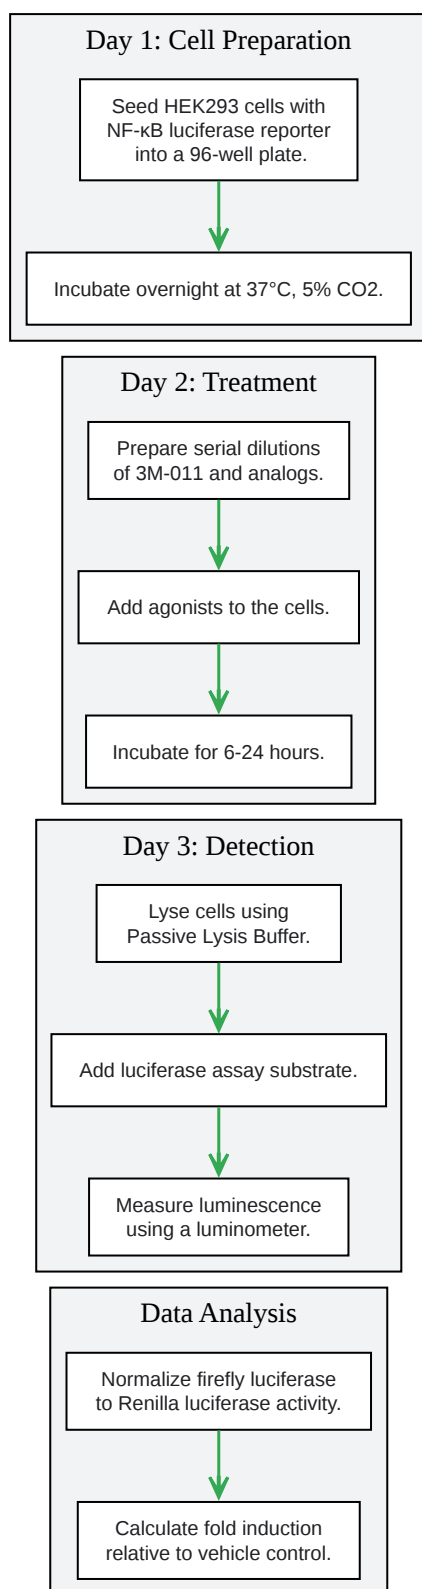 Day 1: Cell Preparation
Seed HEK293 cells with
NF-κB luciferase reporter
into a 96-well plate.
Incubate overnight at 37°C, 5% CO2.
Day 2: Treatment
Prepare serial dilutions
of 3M-011 and analogs.
Add agonists to the cells.
Incubate for 6-24 hours.
Day 3: Detection
Lyse cells using
Passive Lysis Buffer.
Add luciferase assay substrate.
Measure luminescence
using a luminometer.
Data Analysis
Normalize firefly luciferase
to Renilla luciferase activity.
Calculate fold induction
relative to vehicle control.